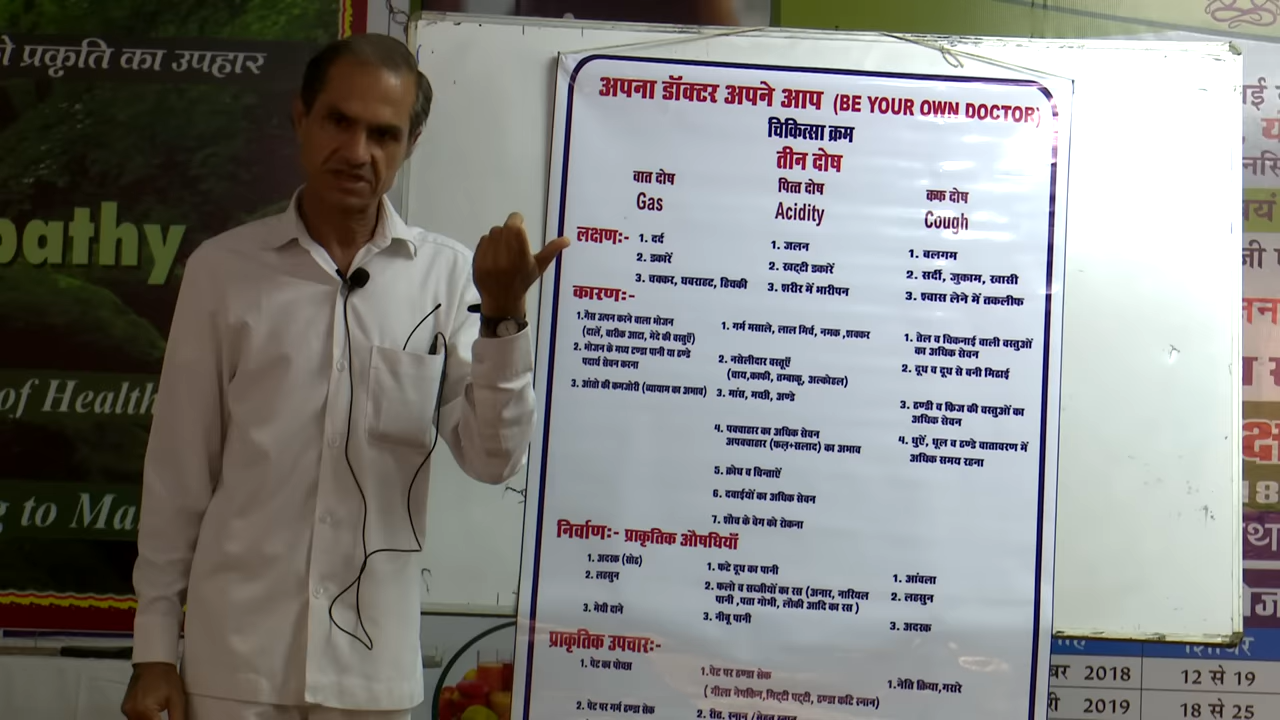 प्रकृति का उपहार
pathy
of Health
g to Ma
अपना डॉक्टर अपने आप (BE YOUR OWN DOCTOR)
चिकित्सा क्रम
तीन दोष
वात दोष पित्त दोष कफ दोष
Gas Acidity Cough
लक्षणः- 1. दर्द 1. जलन 1. बलगम
2. डकारें 2. खट्टी डकारें 2. सर्दी, जुकाम, खासी
3. चक्कर, घबराहट, हिचकी 3. शरीर में भारीपन 3. श्वास लेने में तकलीफ
कारणः-
1.गैस उत्पन करने वाला भोजन 1. गर्म मसाले, लाल मिर्च, नमक ,शक्कर 1. तेल व चिकनाई वाली वस्तुओं
(दालें, बारीक आटा, मेदे की वस्तुएँ) का अधिक सेवन
2. भोजन के मध्य ठण्डा पानी या ठण्डे 2. नसेलीदार वस्तुएँ 2. दूध व दूध से बनी मिठाई
पदार्थ सेवन करना (चाय,काफी, तम्बाकू, अल्कोहल)
3. आंतो की कमजोरी (व्यायाम का अभाव) 3. मांस, मच्छी, अण्डे 3. ठण्डी व फ्रिज की वस्तुओं का
अधिक सेवन
4. पक्वाहार का अधिक सेवन 4. धुऐं, धूल व ठण्डे वातावरण में
अपक्वाहार (फल+सलाद) का अभाव अधिक समय रहना
5. क्रोध व चिन्ताऐं
6. दवाईयों का अधिक सेवन
7. शौच के वेग को रोकना
निर्वाणः- प्राकृतिक औषधियाँ
1. अदरक (सोंठ) 1. फटे दूध का पानी 1. आंवला
2. लहसुन 2. फलो व सब्जीयों का रस (अनार, नारियल 2. लहसुन
पानी ,पता गोभी, लोकी आदि का रस )
3. मेथी दाने 3. नींबू पानी 3. अदरक
प्राकृतिक उपचारः-
1. पेट का पोंछा 1.पेट पर ठण्डा सेक 1.नेति क्रिया,गरारे
( गीला नेपकिन,मिट्टी पट्टी, ठण्डा कटि स्नान)
2. पेट पर गर्म ठण्डा सेक 2. रीढ़ स्नान
बर 2018 12 से 19
री 2019 18 से 25